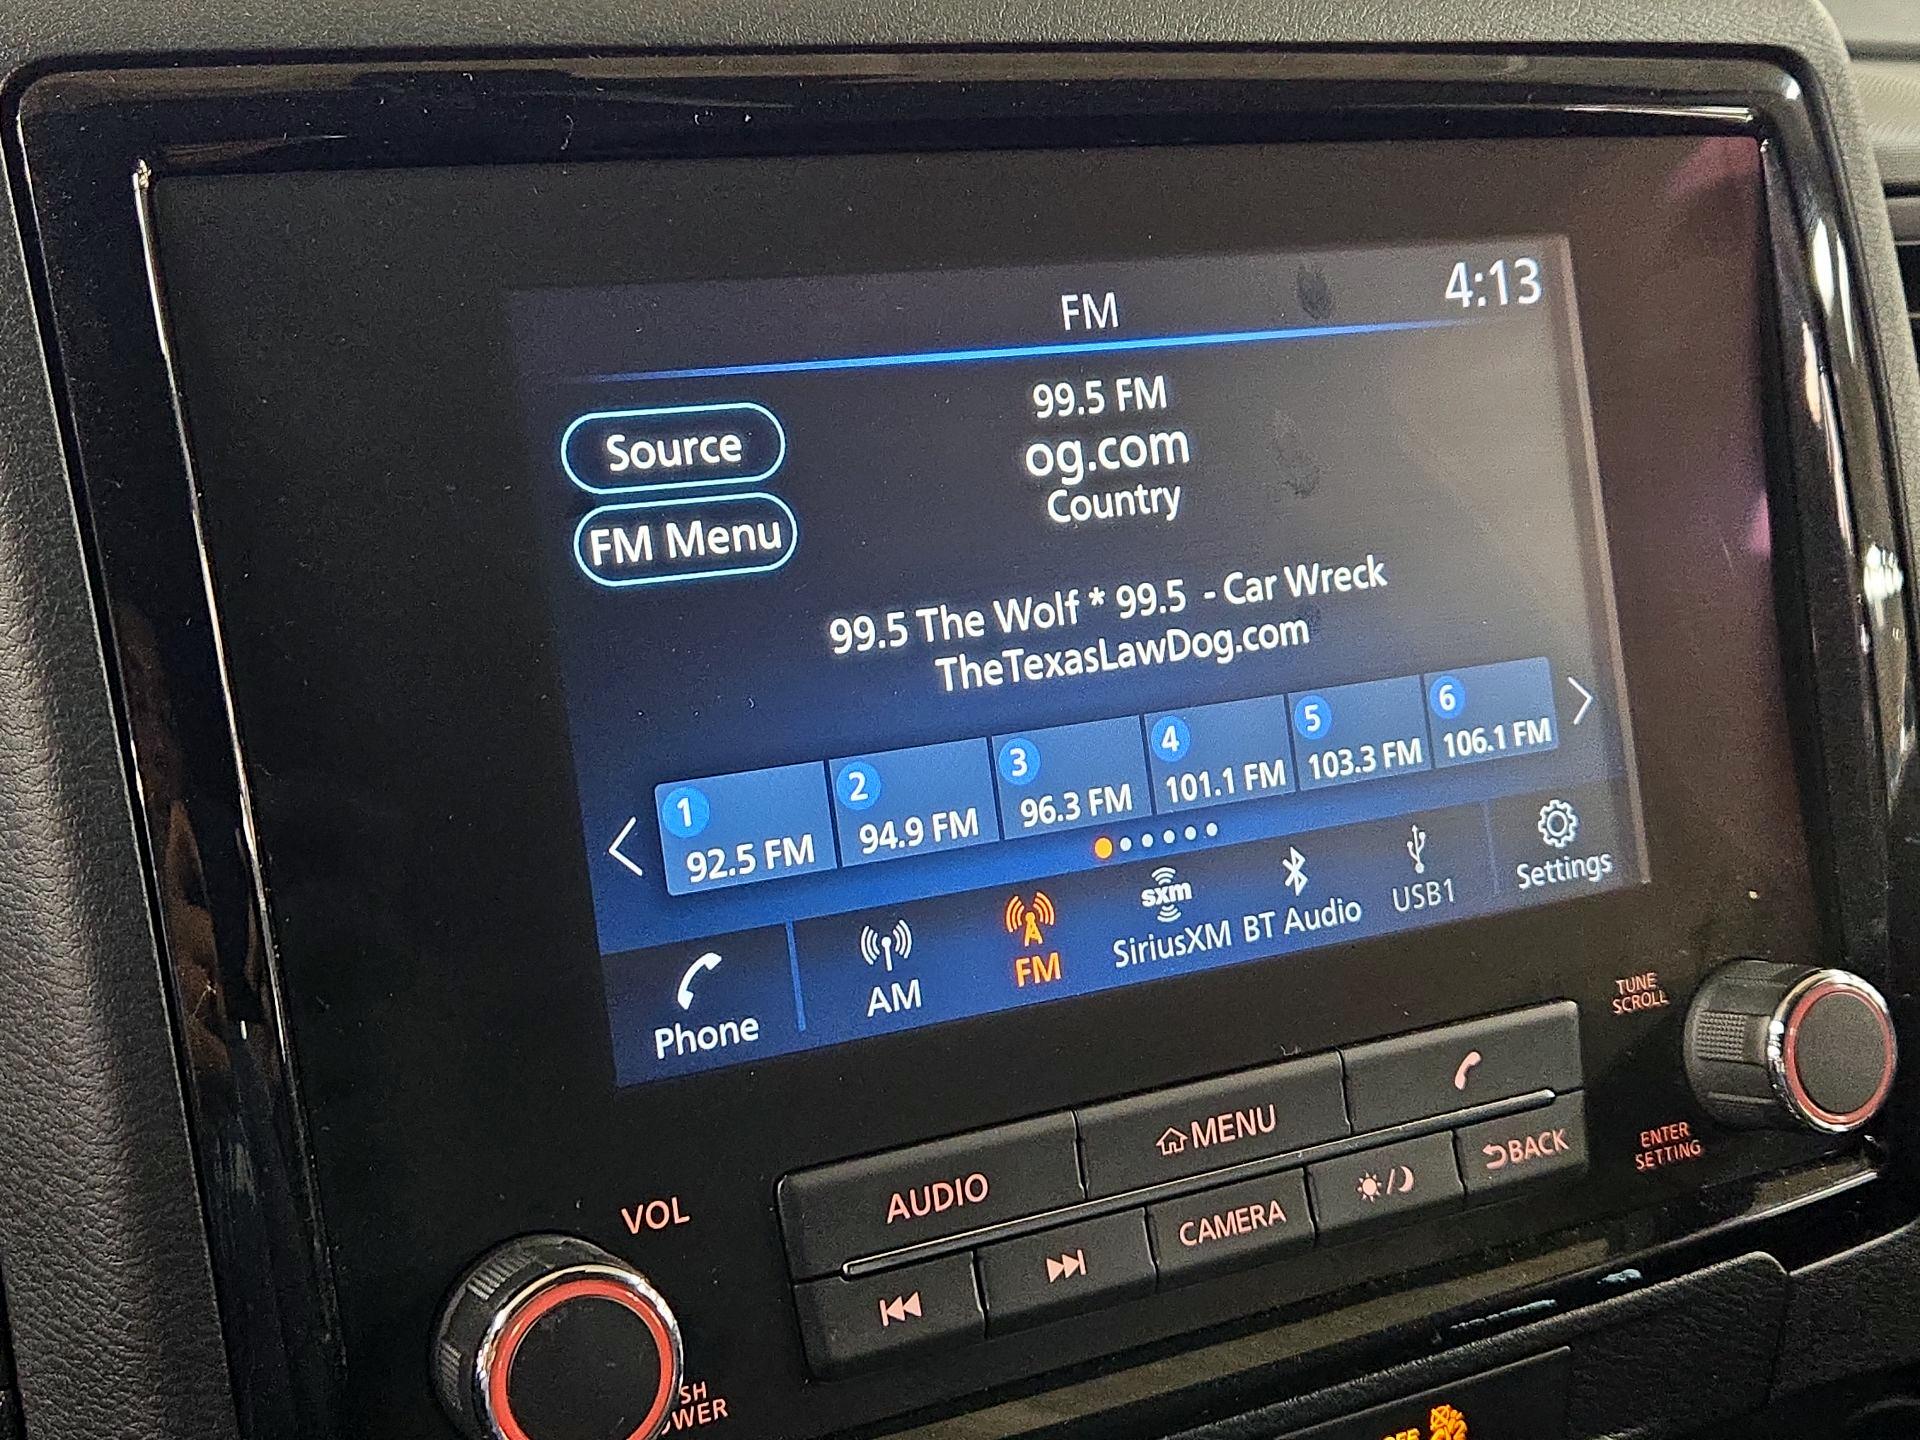 FM
4:13
99.5 FM
og.com
Country
Source
FM Menu
99.5 The Wolf * 99.5 - Car Wreck
TheTexasLawDog.com
1 92.5 FM
2 94.9 FM
3 96.3 FM
4 101.1 FM
5 103.3 FM
6 106.1 FM
Phone
AM
FM
sxm
SiriusXM
BT Audio
USB1
Settings
TUNE
SCROLL
AUDIO
MENU
CAMERA
BACK
ENTER
SETTING
VOL
SH
WER
OFF